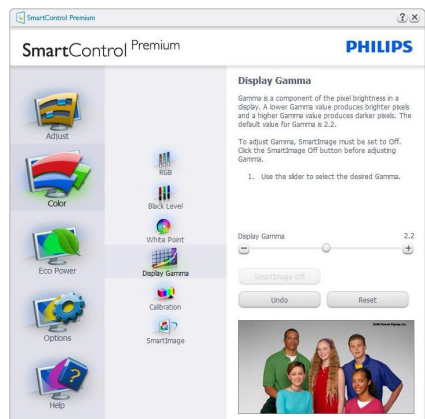 SmartControl Premium
? x
SmartControl Premium
PHILIPS
Adjust
Color
Eco Power
Options
Help
RGB
Black Level
White Point
Display Gamma
Calibration
SmartImage
Display Gamma
Gamma is a component of the pixel brightness in a
display. A lower Gamma value produces brighter pixels
and a higher Gamma value produces darker pixels. The
default value for Gamma is 2.2.
To adjust Gamma, SmartImage must be set to Off.
Click the SmartImage Off button before adjusting
Gamma.
1. Use the slider to select the desired Gamma.
Display Gamma 2.2
SmartImage Off
Undo Reset